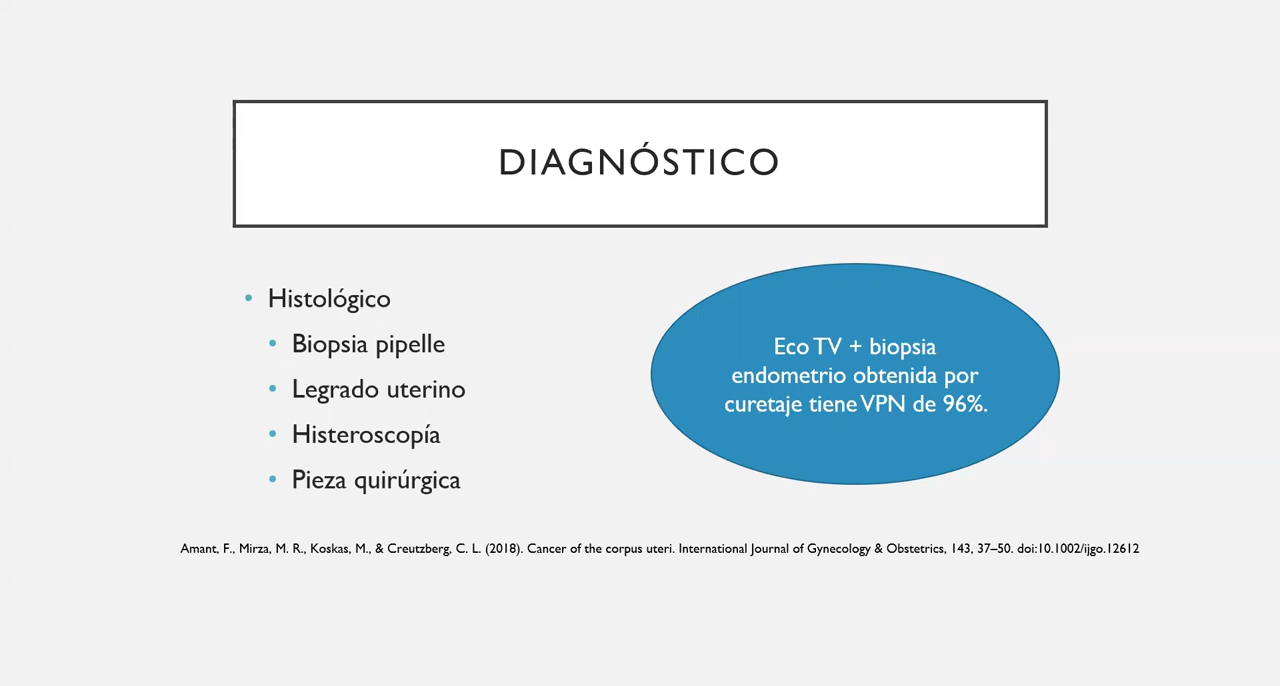 DIAGNÓSTICO
• Histológico
• Biopsia pipelle
• Legrado uterino
• Histeroscopía
• Pieza quirúrgica
Eco TV + biopsia
endometrio obtenida por
curetaje tiene VPN de 96%.
Amant, F., Mirza, M. R., Koskas, M., & Creutzberg, C. L. (2018). Cancer of the corpus uteri. International Journal of Gynecology & Obstetrics, 143, 37–50. doi:10.1002/ijgo.12612